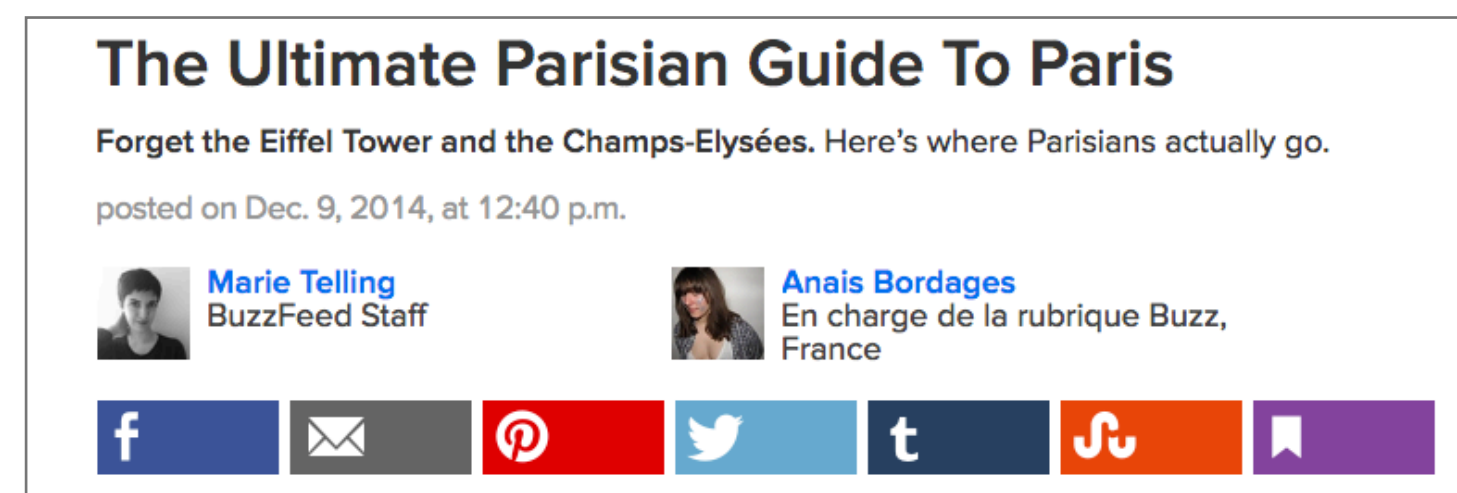 The Ultimate Parisian Guide To Paris
Forget the Eiffel Tower and the Champs-Elysées. Here's where Parisians actually go.
posted on Dec. 9, 2014, at 12:40 p.m.
Marie Telling
BuzzFeed Staff
Anais Bordages
En charge de la rubrique Buzz,
France